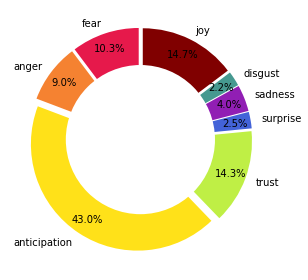 fear
joy
10.3%
14.7%
anger
9.0%
disgust
2.2%
sadness
4.0%
surprise
2.5%
14.3%
trust
43.0%
anticipation